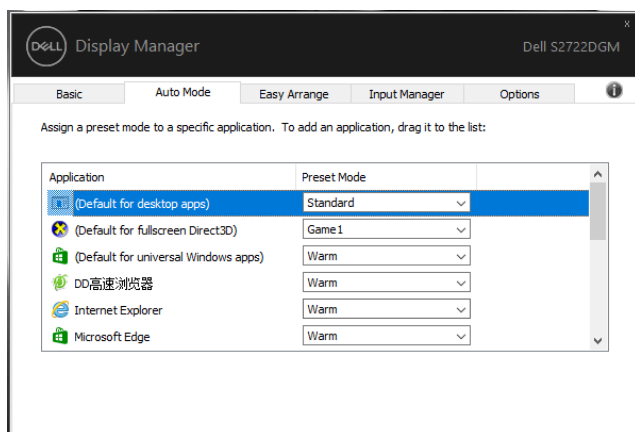 x
DELL Display Manager Dell S2722DGM
Basic Auto Mode Easy Arrange Input Manager Options
Assign a preset mode to a specific application. To add an application, drag it to the list:
Application Preset Mode
(Default for desktop apps) Standard
(Default for fullscreen Direct3D) Game1
(Default for universal Windows apps) Warm
DD高速浏览器 Warm
Internet Explorer Warm
Microsoft Edge Warm